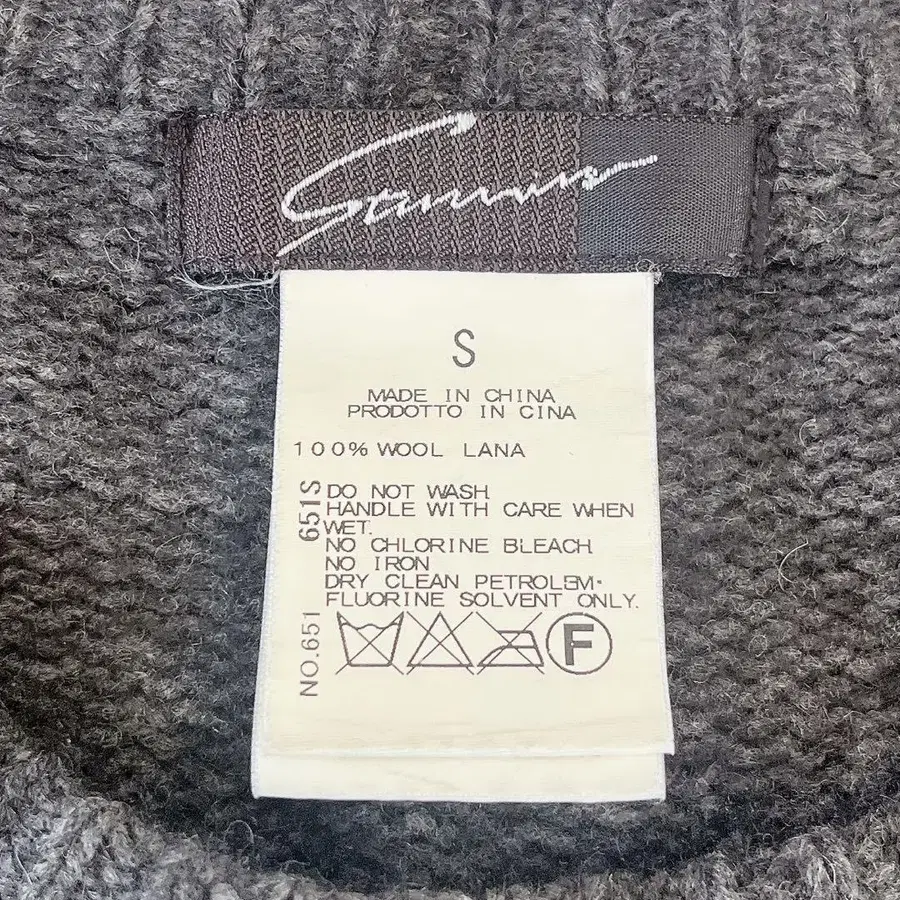 S
MADE IN CHINA
PRODOTTO IN CINA
100% WOOL LANA
DO NOT WASH
HANDLE WITH CARE WHEN
WET.
NO CHLORINE BLEACH
NO IRON
DRY CLEAN PETROLEM·
FLUORINE SOLVENT ONLY.
F
NO.651 651S